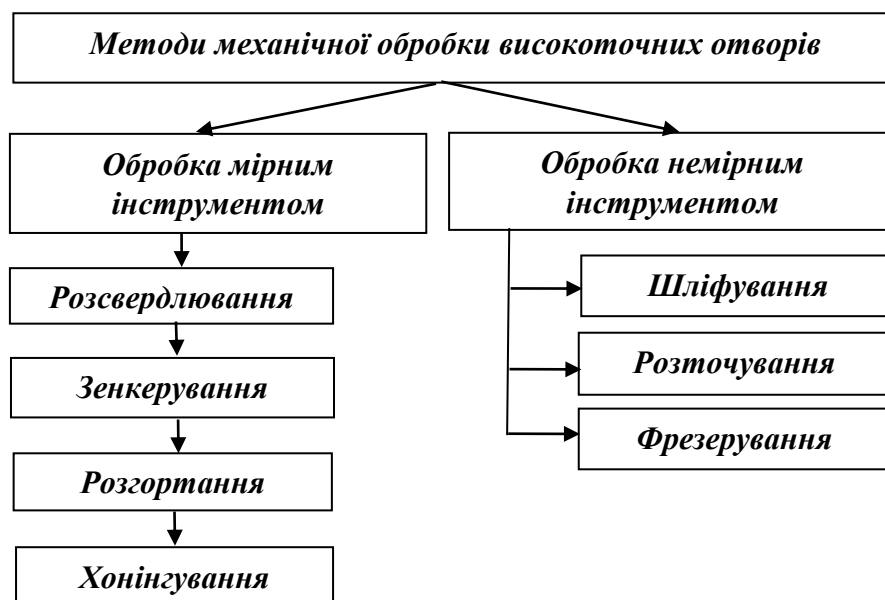 Методи механічної обробки високоточних отворів
Обробка мірним
інструментом
Розсвердлювання
Зенкерування
Розгортання
Хонінгування
Обробка немірним
інструментом
Шліфування
Розточування
Фрезерування